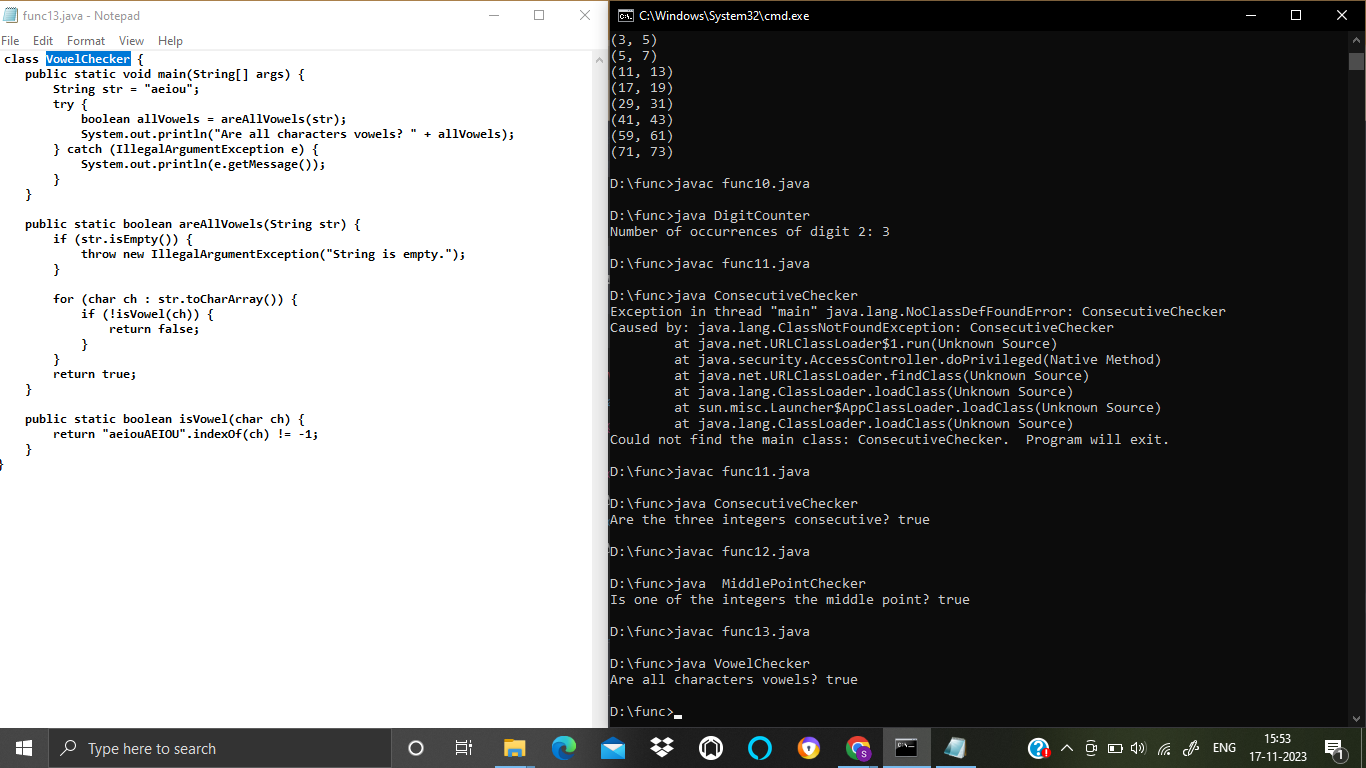 func13.java - Notepad
File Edit Format View Help
class VowelChecker {
public static void main(String[] args) {
String str = "aeiou";
try {
boolean allVowels = areAllVowels(str);
System.out.println("Are all characters vowels? " + allVowels);
} catch (IllegalArgumentException e) {
System.out.println(e.getMessage());
}
}
public static boolean areAllVowels(String str) {
if (str.isEmpty()) {
throw new IllegalArgumentException("String is empty.");
}
for (char ch : str.toCharArray()) {
if (!isVowel(ch)) {
return false;
}
}
return true;
}
public static boolean isVowel(char ch) {
return "aeiouAEIOU".indexOf(ch) != -1;
}
}
C:\Windows\System32\cmd.exe
(3, 5)
(5, 7)
(11, 13)
(17, 19)
(29, 31)
(41, 43)
(59, 61)
(71, 73)
D:\func>javac func10.java
D:\func>java DigitCounter
Number of occurrences of digit 2: 3
D:\func>javac func11.java
D:\func>java ConsecutiveChecker
Exception in thread "main" java.lang.NoClassDefFoundError: ConsecutiveChecker
Caused by: java.lang.ClassNotFoundException: ConsecutiveChecker
at java.net.URLClassLoader$1.run(Unknown Source)
at java.security.AccessController.doPrivileged(Native Method)
at java.net.URLClassLoader.findClass(Unknown Source)
at java.lang.ClassLoader.loadClass(Unknown Source)
at sun.misc.Launcher$AppClassLoader.loadClass(Unknown Source)
at java.lang.ClassLoader.loadClass(Unknown Source)
Could not find the main class: ConsecutiveChecker.  Program will exit.
D:\func>javac func11.java
D:\func>java ConsecutiveChecker
Are the three integers consecutive? true
D:\func>javac func12.java
D:\func>java  MiddlePointChecker
Is one of the integers the middle point? true
D:\func>javac func13.java
D:\func>java VowelChecker
Are all characters vowels? true
D:\func>
Type here to search
S
ENG
15:53
17-11-2023
1